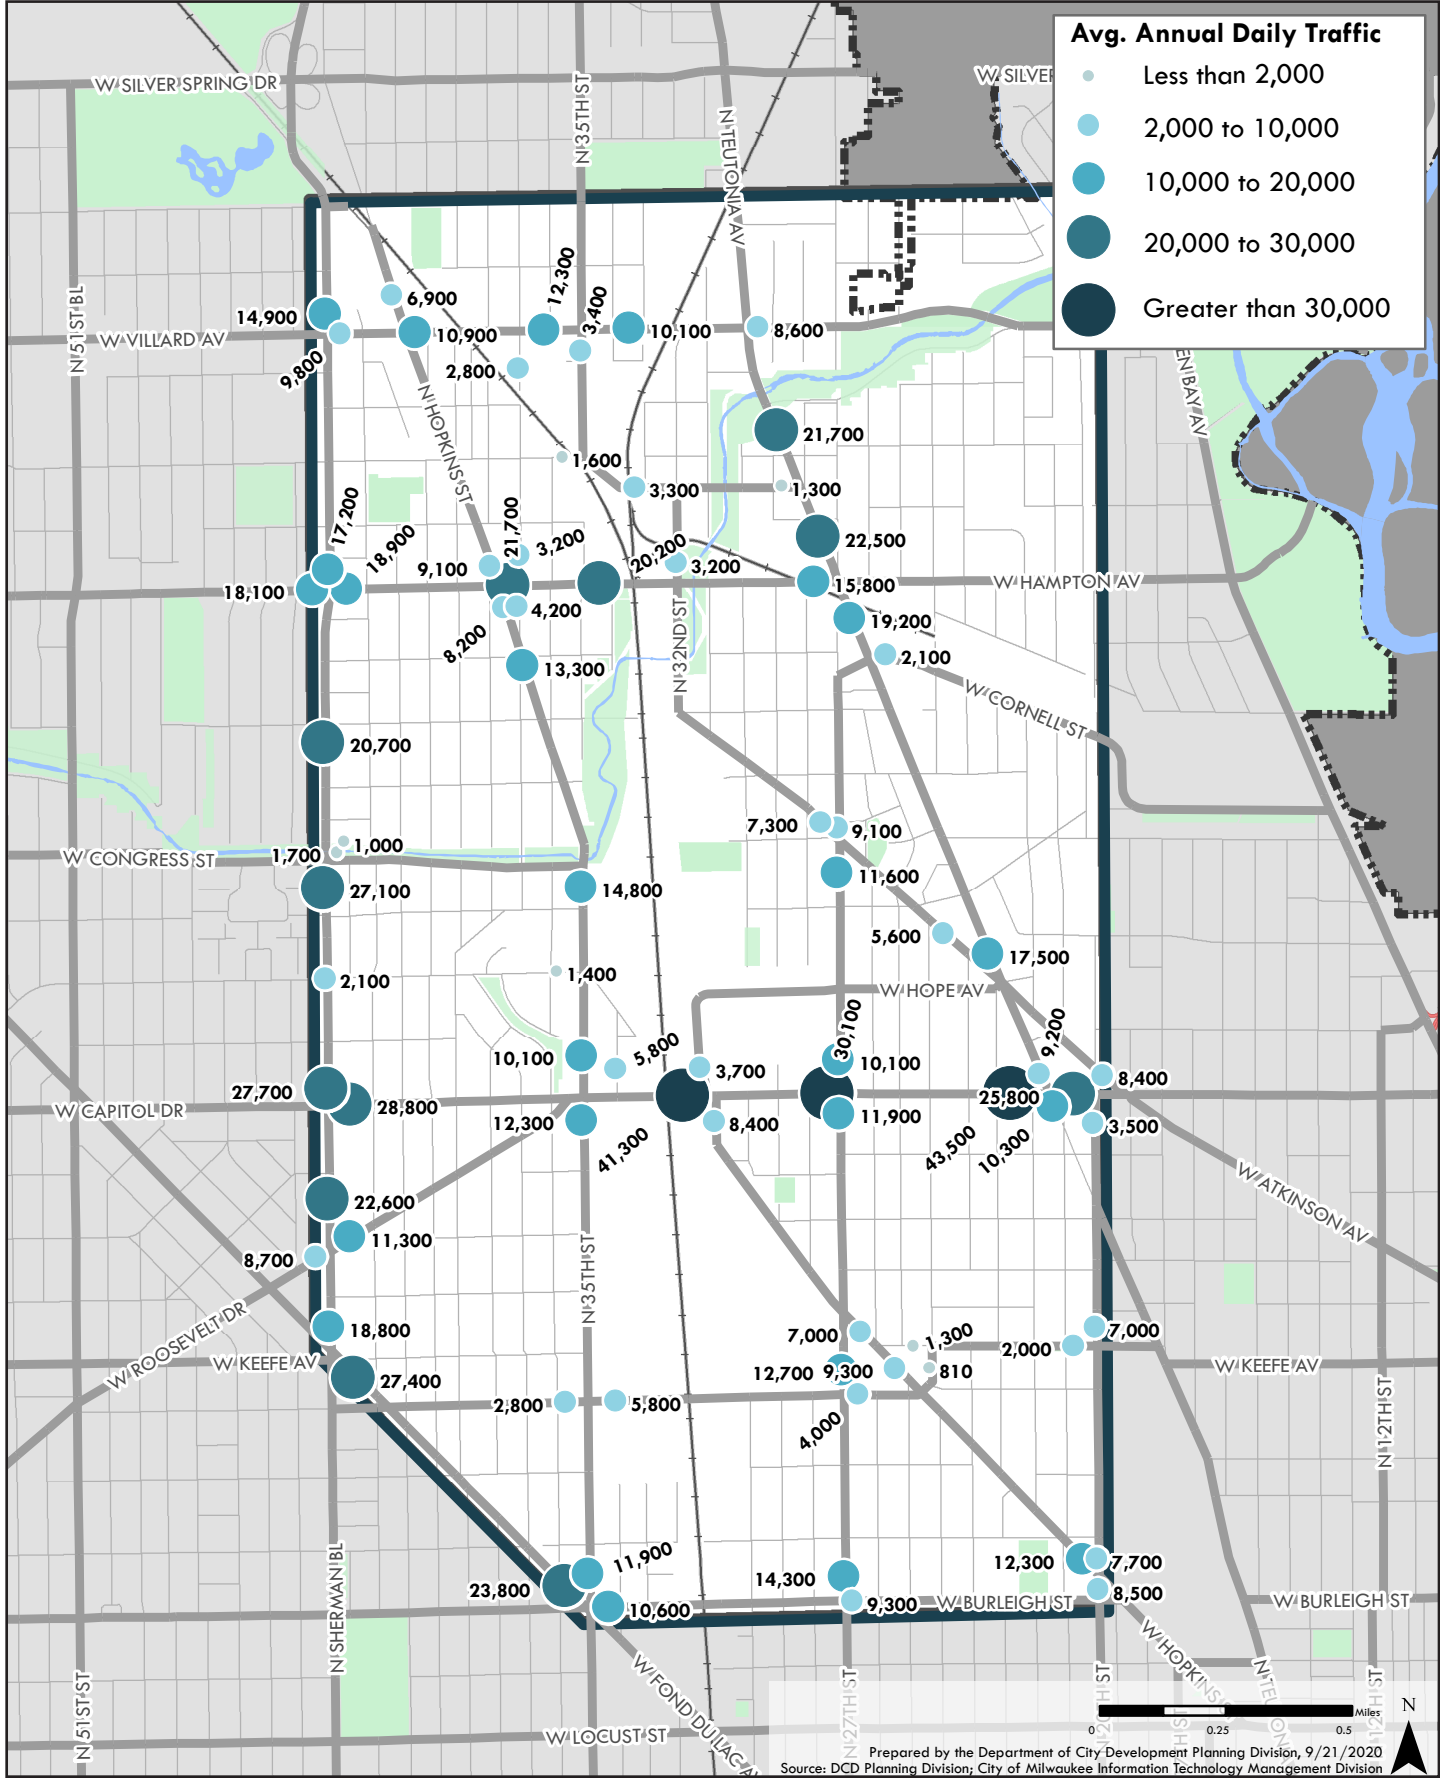 Avg. Annual Daily Traffic
Less than 2,000
2,000 to 10,000
10,000 to 20,000
20,000 to 30,000
Greater than 30,000
W SILVER SPRING DR
N 35TH ST
N TEUTONIA AV
W SILVER
N 51ST BL
12,300
6,900
3,400
14,900
W VILLARD AV
10,900
10,100
8,600
9,800
2,800
ENIBAY AV
N HOPKINS ST
21,700
1,600
3,300
1,300
17,200
18,900
21,700
3,200
20,200
22,500
9,100
3,200
18,100
15,800
W HAMPTON AV
4,200
19,200
8,200
N 32ND ST
2,100
13,300
W CORNELL ST
20,700
7,300
9,100
1,000
1,700
W CONGRESS ST
11,600
27,100
14,800
5,600
17,500
1,400
2,100
W HOPE AV
30,100
9,200
10,100
5,800
3,700
10,100
8,400
27,700
28,800
25,800
W CAPITOL DR
12,300
8,400
11,900
3,500
41,300
43,500
10,300
W ATKINSON AV
22,600
11,300
8,700
N 35TH ST
W ROOSEVELT DR
18,800
7,000
1,300
7,000
2,000
W KEEFE AV
W KEEFE AV
27,400
12,700
9,300
810
2,800
5,800
4,000
N 12TH ST
11,900
12,300
7,700
23,800
14,300
8,500
10,600
9,300
W BURLEIGH ST
W BURLEIGH ST
N SHERMAN BL
N 51ST ST
W FOND DU LAC AV
N 27TH ST
W HOPKINS
W LOCUST ST
N
Miles
0
0.25
0.5
Prepared by the Department of City Development Planning Division, 9/21/2020
Source: DCD Planning Division; City of Milwaukee Information Technology Management Division